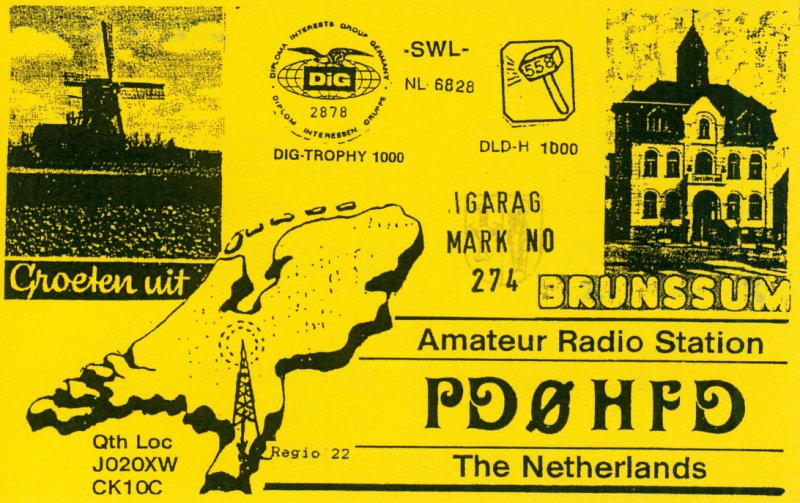 DIPLOMA INTERESTS GROUP GERMANY
DIG
2878
DIPLOM INTERESSEN GRUPPE
DIG-TROPHY 1000
-SWL-
NL 6828
558
DLD-H 1000
IGARAG
MARK NO
274
Groeten uit
BRUNSSUM
Amateur Radio Station
PDØHFD
The Netherlands
Qth Loc
JO20XW
CK10C
Regio 22